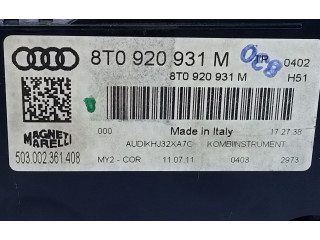 8T0 920 931 M TR 0402
8T0 920 931 M H51
000 Made in Italy 17:27:38
MAGNETI MARELLI AUDIKHJ32XA7C KOMBIINSTRUMENT
503.002.361.408 MY2 - COR 11.07.11 0403 2973